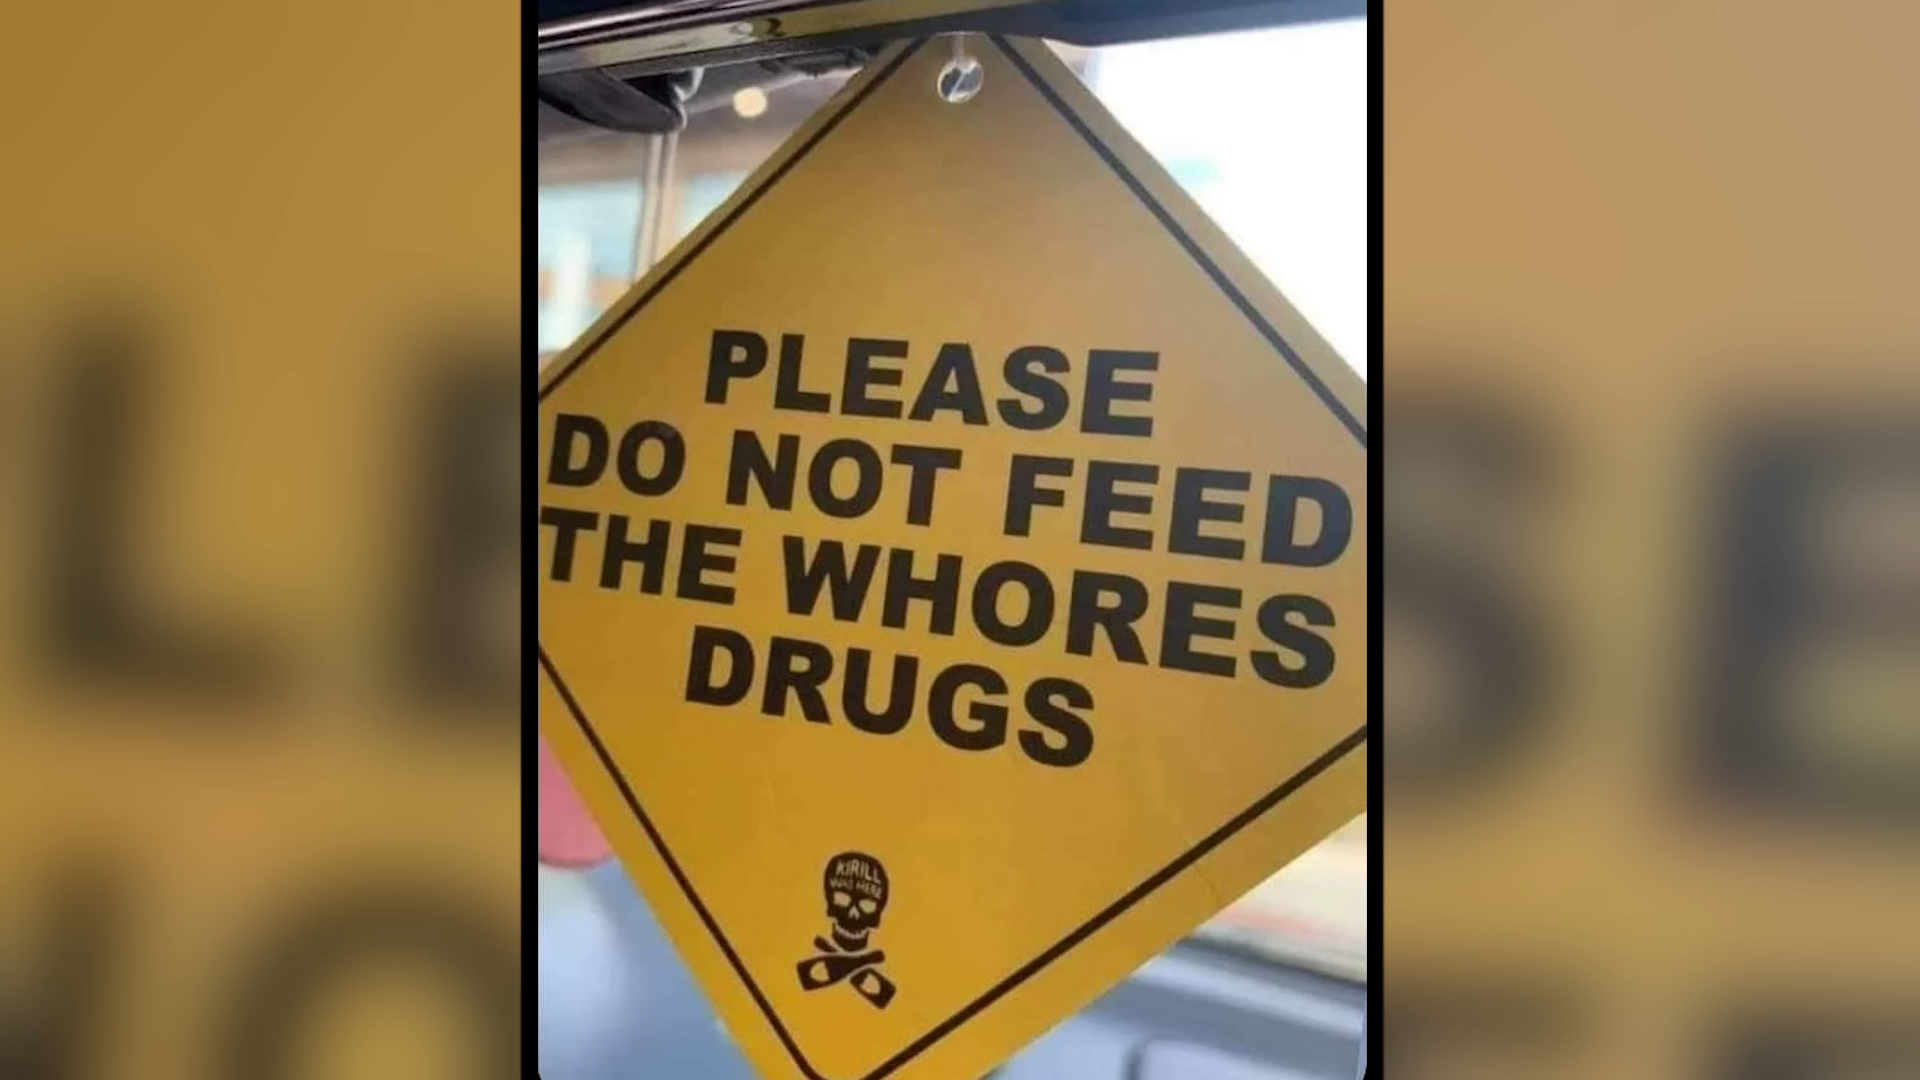 PLEASE
DO NOT FEED
THE WHORES
DRUGS
KIRILL
WAS HERE